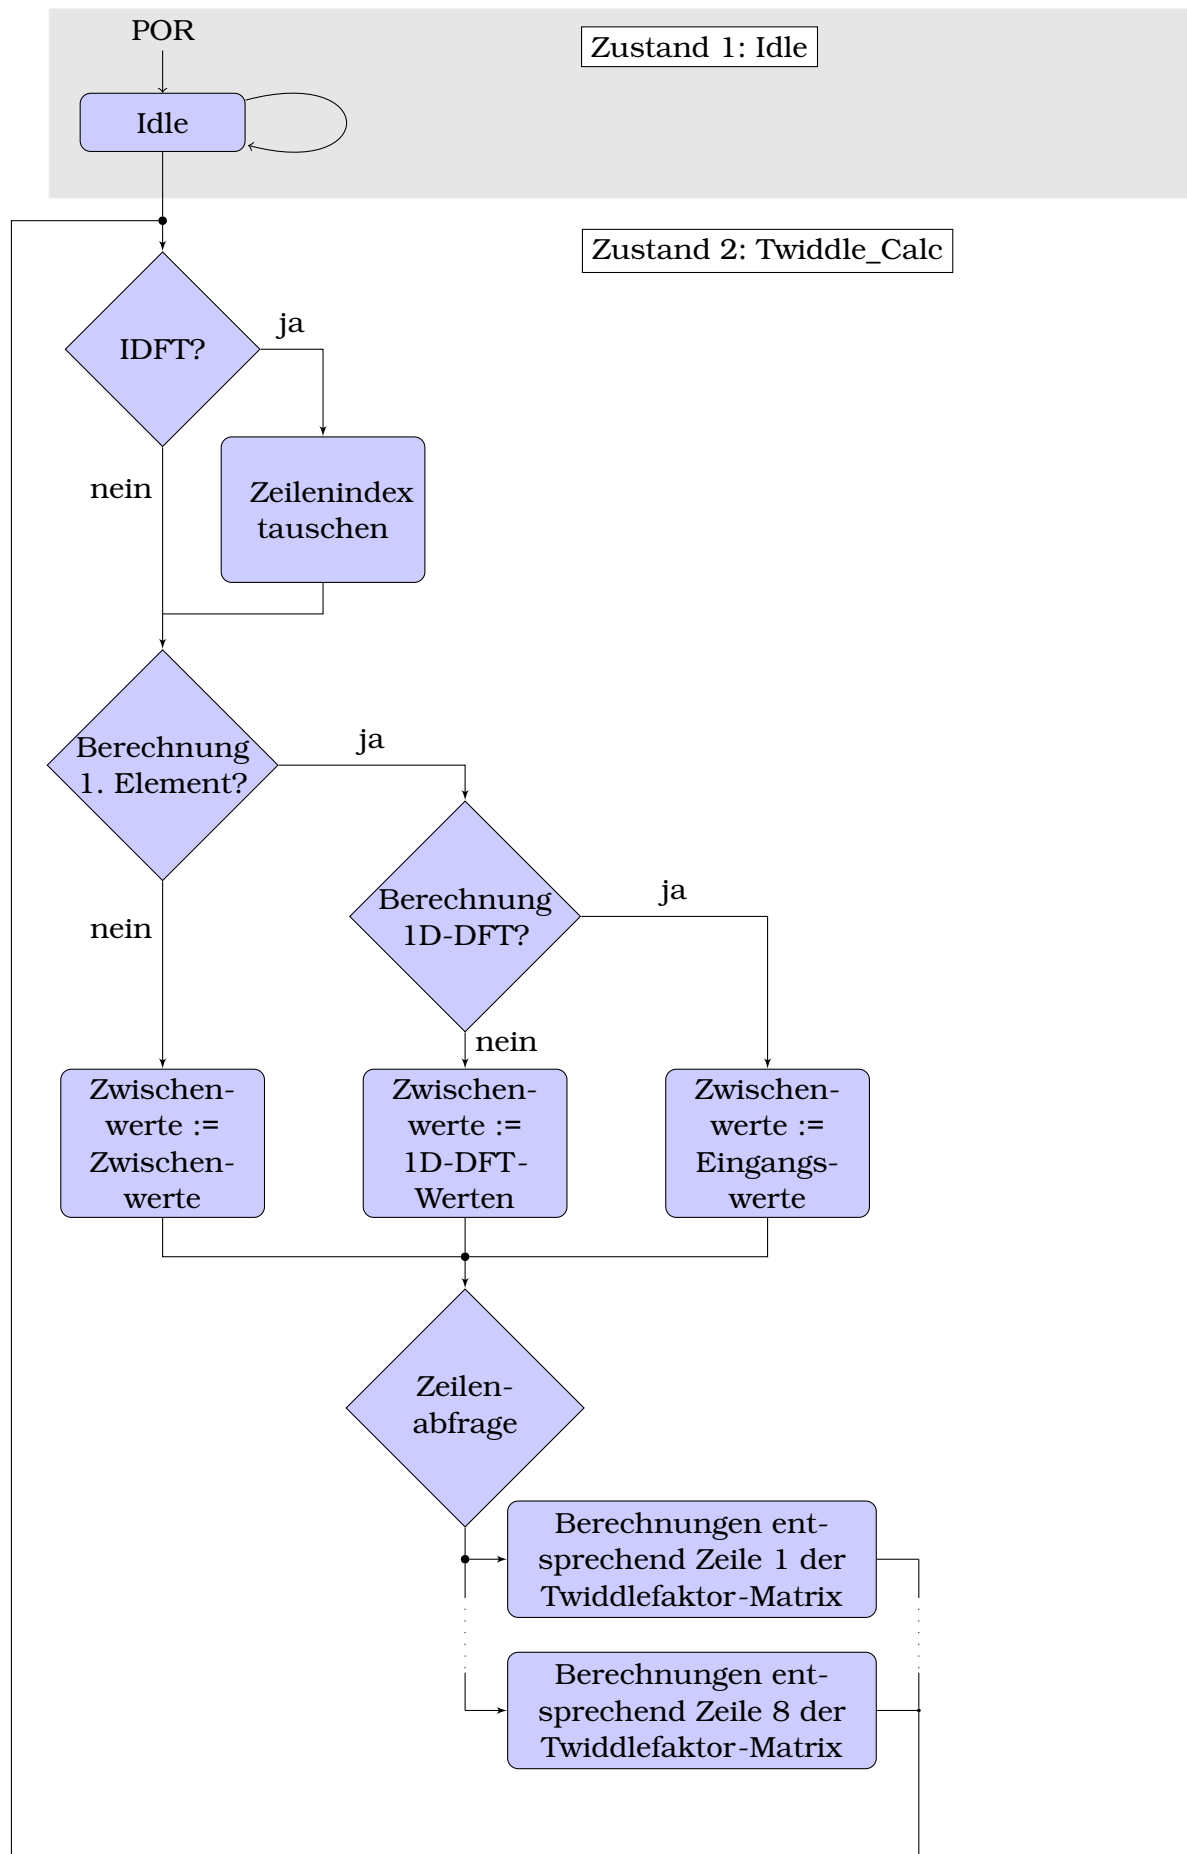 POR
Zustand 1: Idle
Idle
Zustand 2: Twiddle_Calc
ja
IDFT?
nein
Zeilenindex
tauschen
ja
Berechnung
1. Element?
ja
Berechnung
1D-DFT?
nein
nein
Zwischen-
werte :=
Zwischen-
werte
Zwischen-
werte :=
1D-DFT-
Werten
Zwischen-
werte :=
Eingangs-
werte
Zeilen-
abfrage
Berechnungen ent-
sprechend Zeile 1 der
Twiddlefaktor-Matrix
Berechnungen ent-
sprechend Zeile 8 der
Twiddlefaktor-Matrix